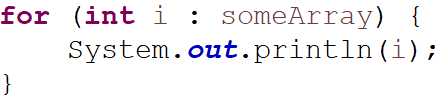 for (int i : someArray) {
    System.out.println(i);
}